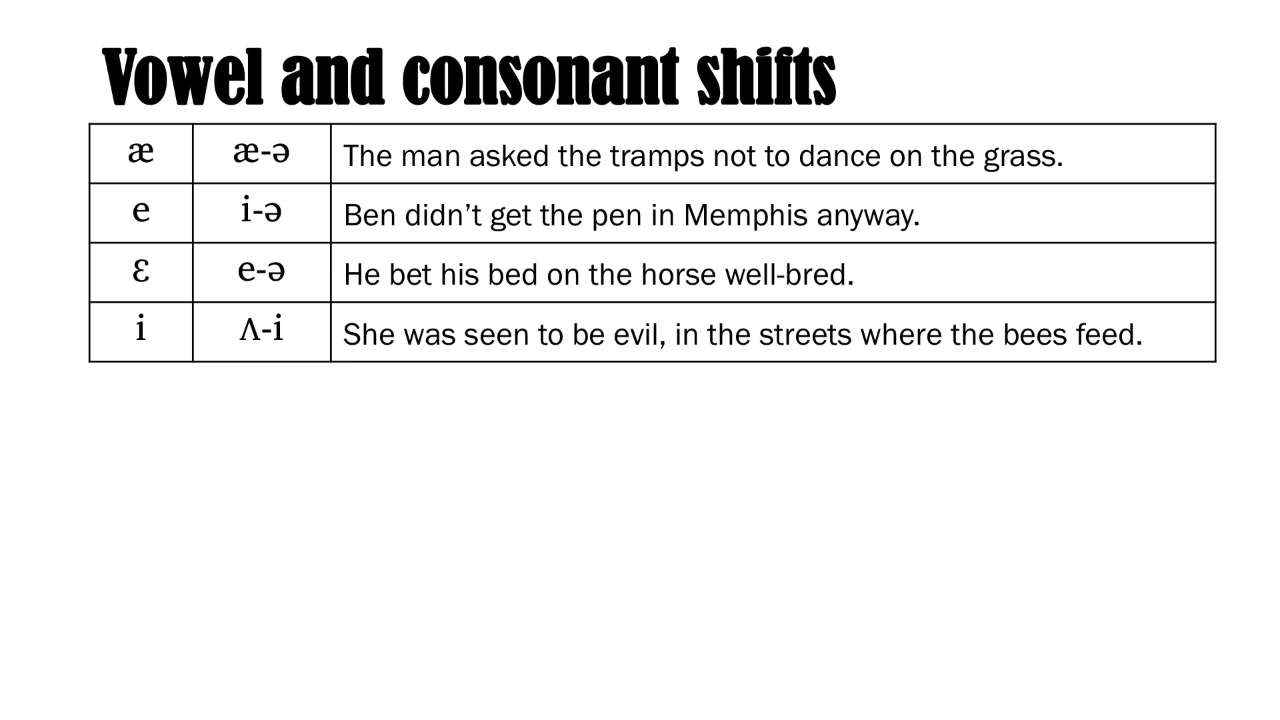 Vowel and consonant shifts
æ æ-ə The man asked the tramps not to dance on the grass.
e i-ə Ben didn’t get the pen in Memphis anyway.
Ɛ e-ə He bet his bed on the horse well-bred.
i Ʌ-i She was seen to be evil, in the streets where the bees feed.